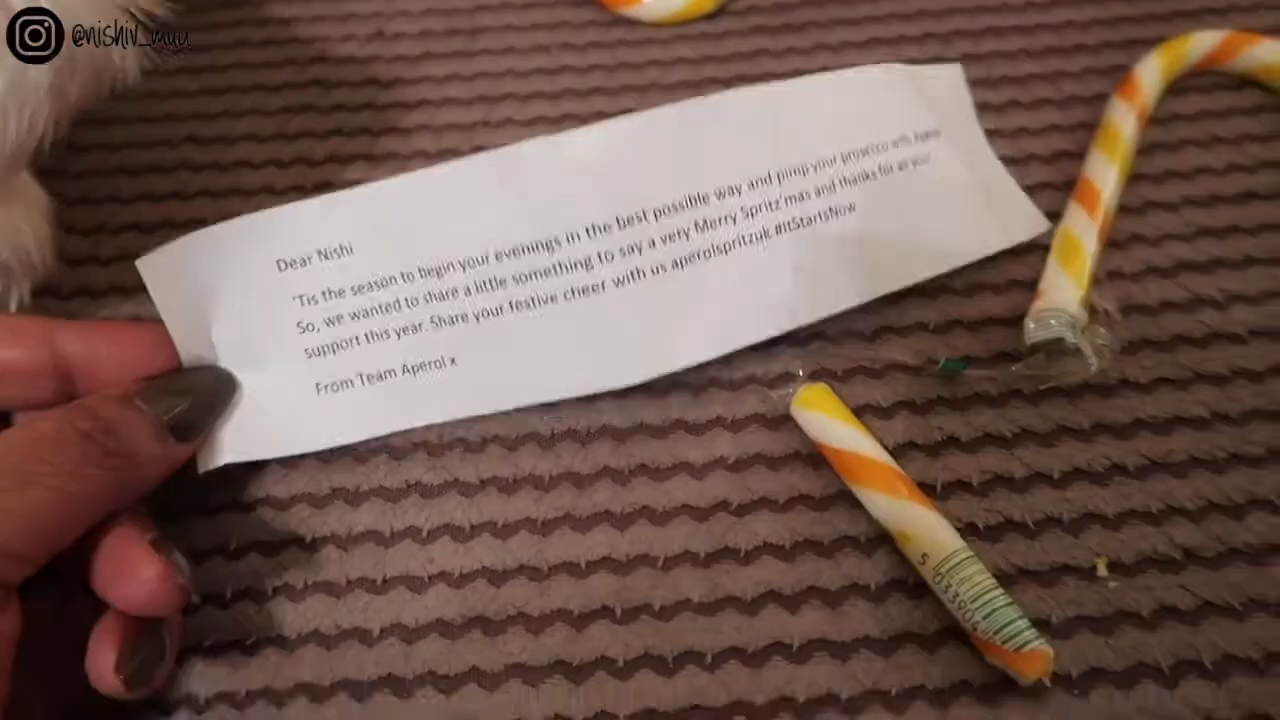 @nishiv_muu
Dear Nishi
'Tis the season to begin your evenings in the best possible way and pimp your prosecco with Aperol
So, we wanted to share a little something to say a very Merry Spritz'mas and thanks for all your
support this year. Share your festive cheer with us aperolspritzuk #ItStartsNow
From Team Aperol x
5 033904